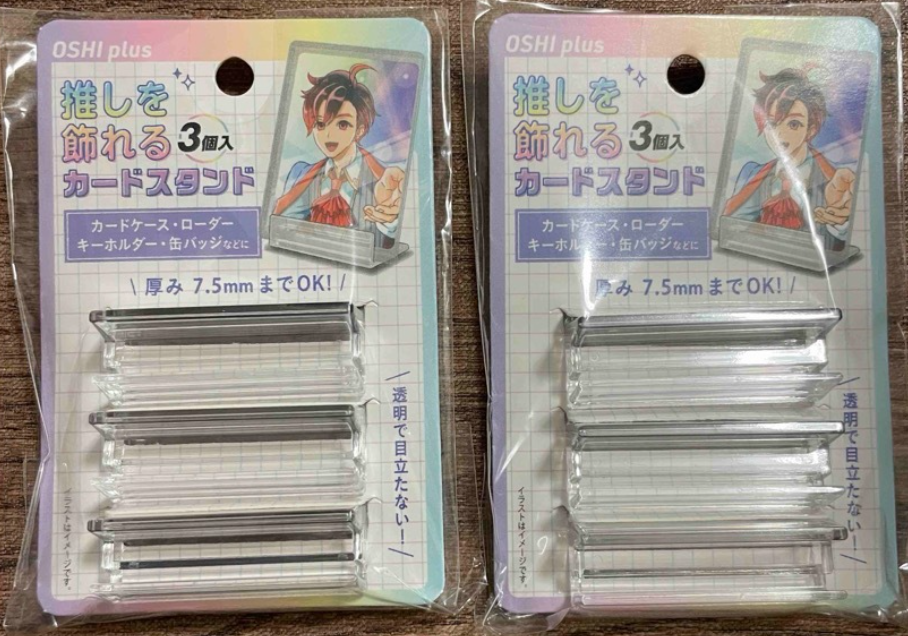 OSHI plus
推しを
飾れる 3個入
カードスタンド
カードケース・ローダー
キーホルダー・缶バッジなどに
\ 厚み 7.5mmまでOK! /
透明で目立たない!
イラストはイメージです。
OSHI plus
推しを
飾れる 3個入
カードスタンド
カードケース・ローダー
キーホルダー・缶バッジなどに
厚み 7.5mmまでOK! /
透明で目立たない!
イラストはイメージです。